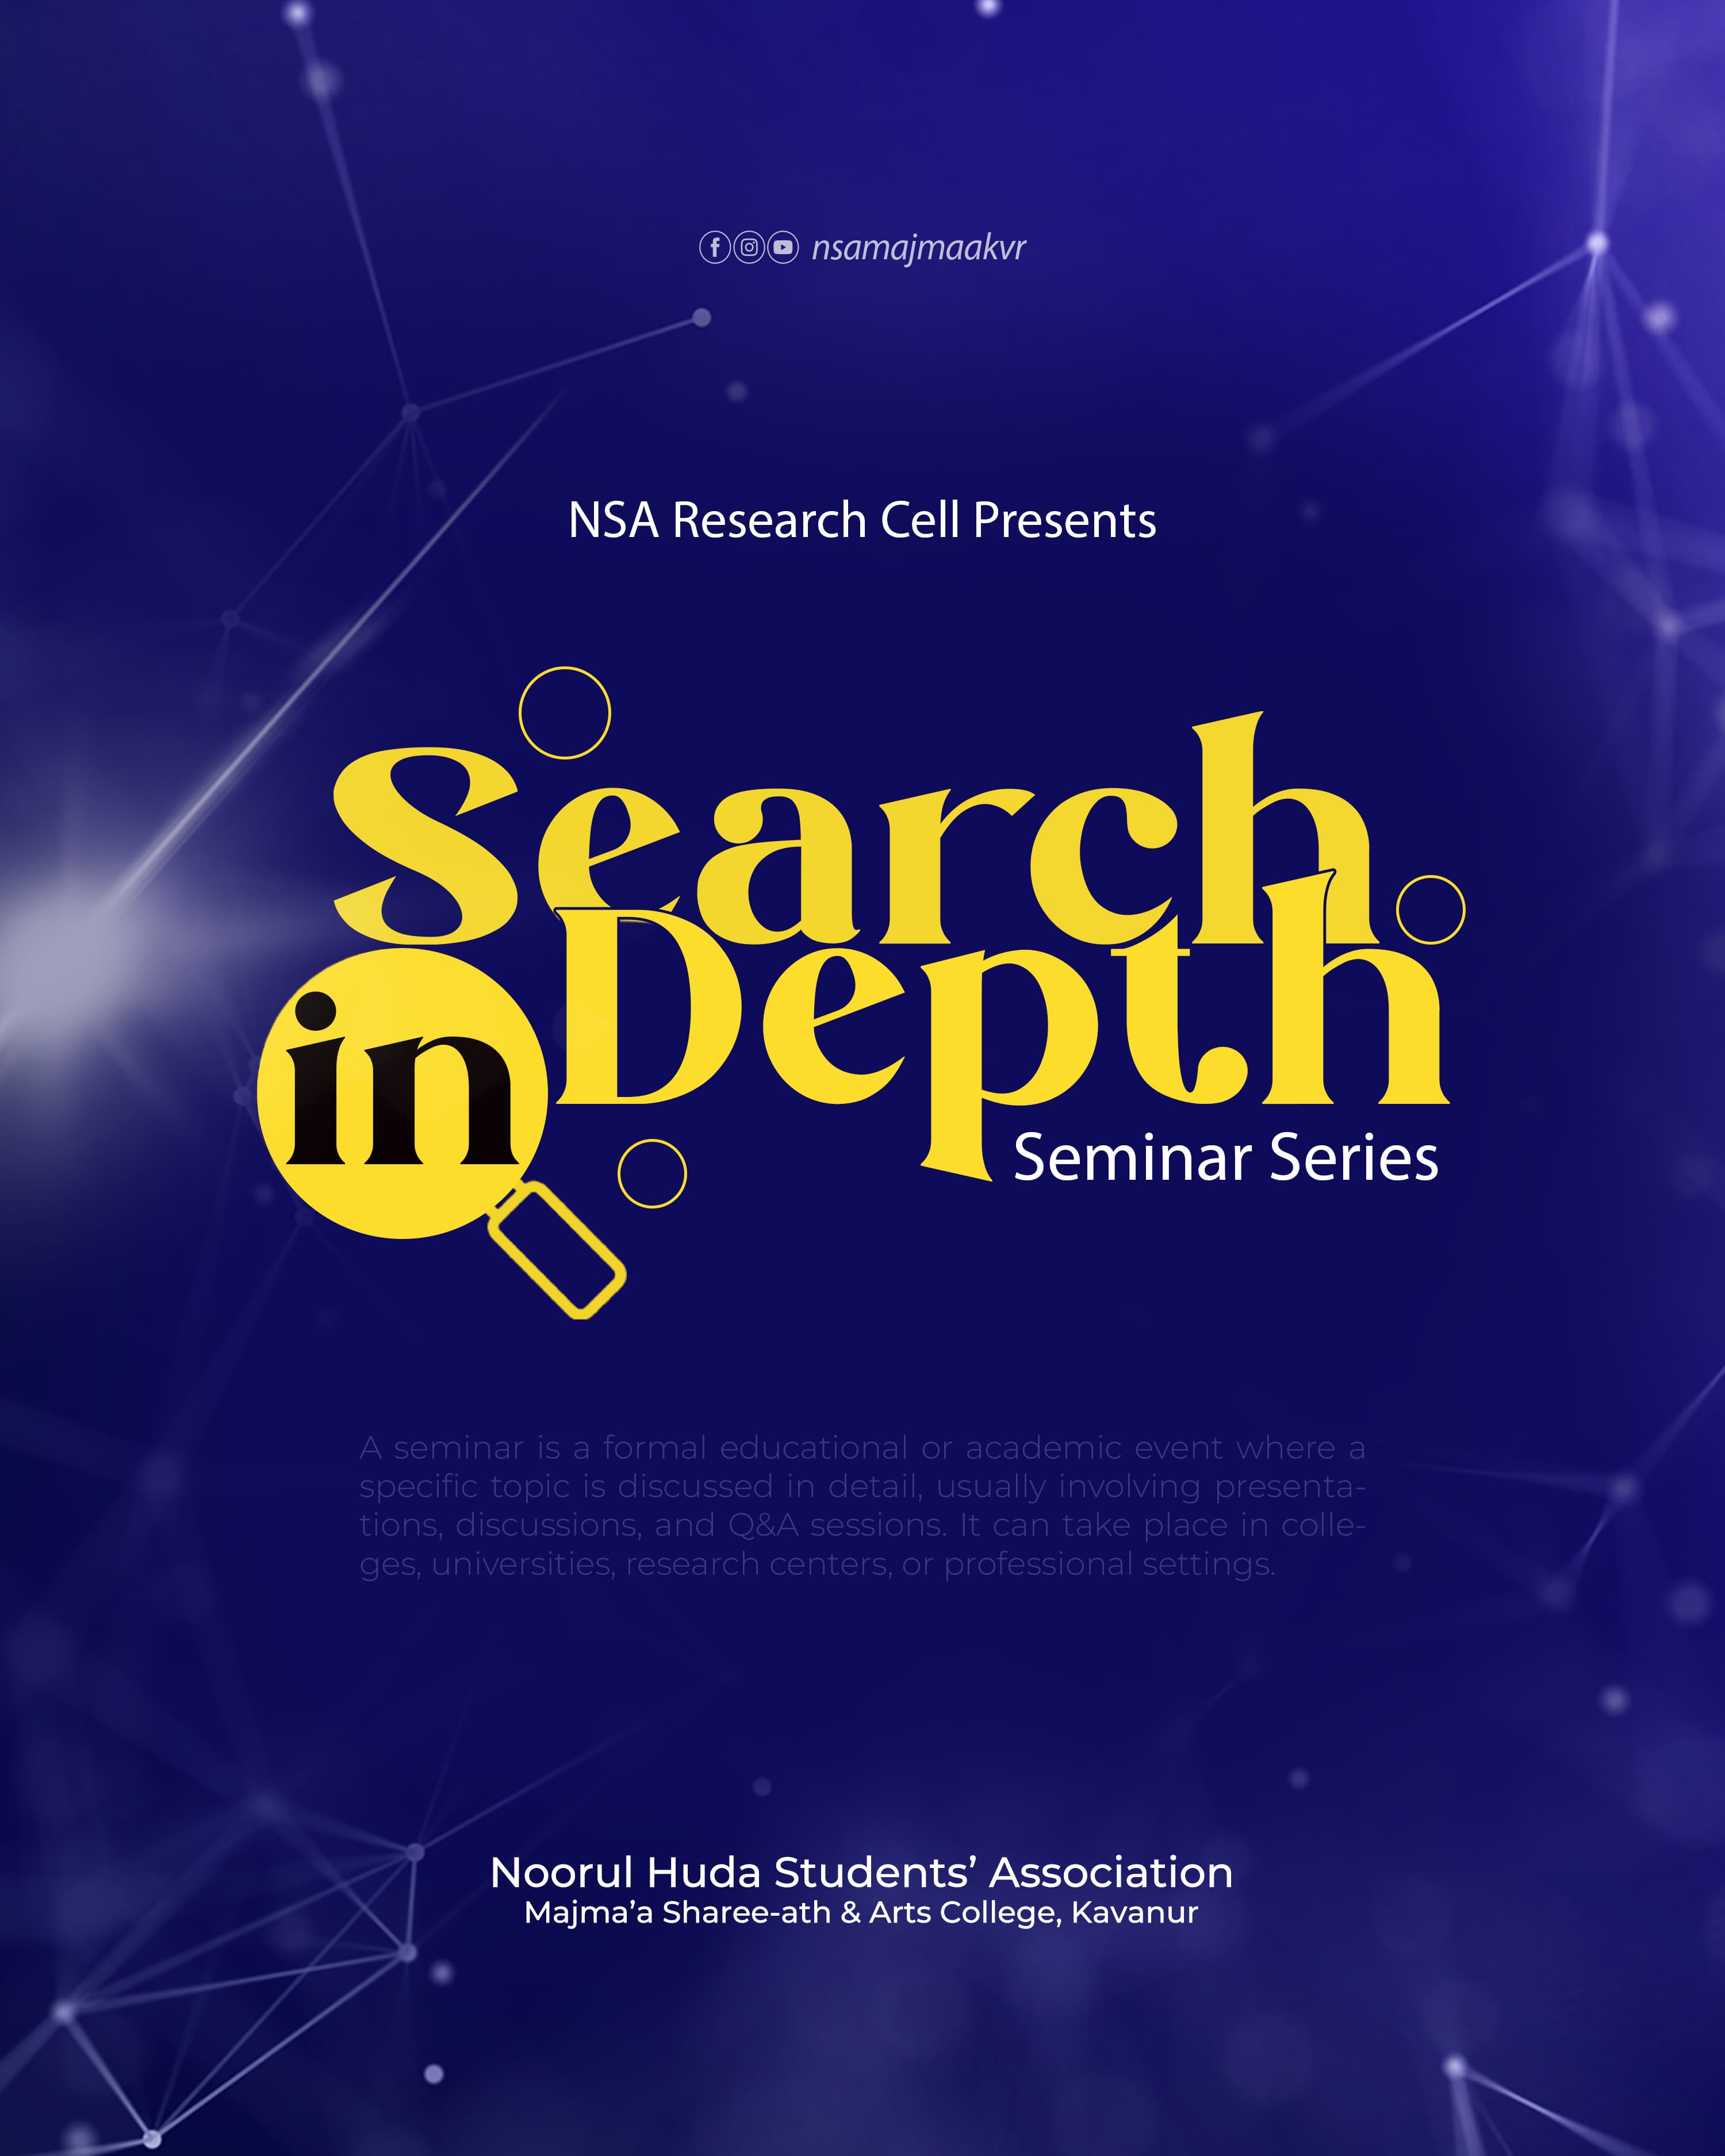 nsamajmaakvr
NSA Research Cell Presents
Search
in Depth
Seminar Series
A seminar is a formal educational or academic event where a
specific topic is discussed in detail, usually involving presenta-
tions, discussions, and Q&A sessions. It can take place in colle-
ges, universities, research centers, or professional settings.
Noorul Huda Students’ Association
Majma’a Sharee-ath & Arts College, Kavanur